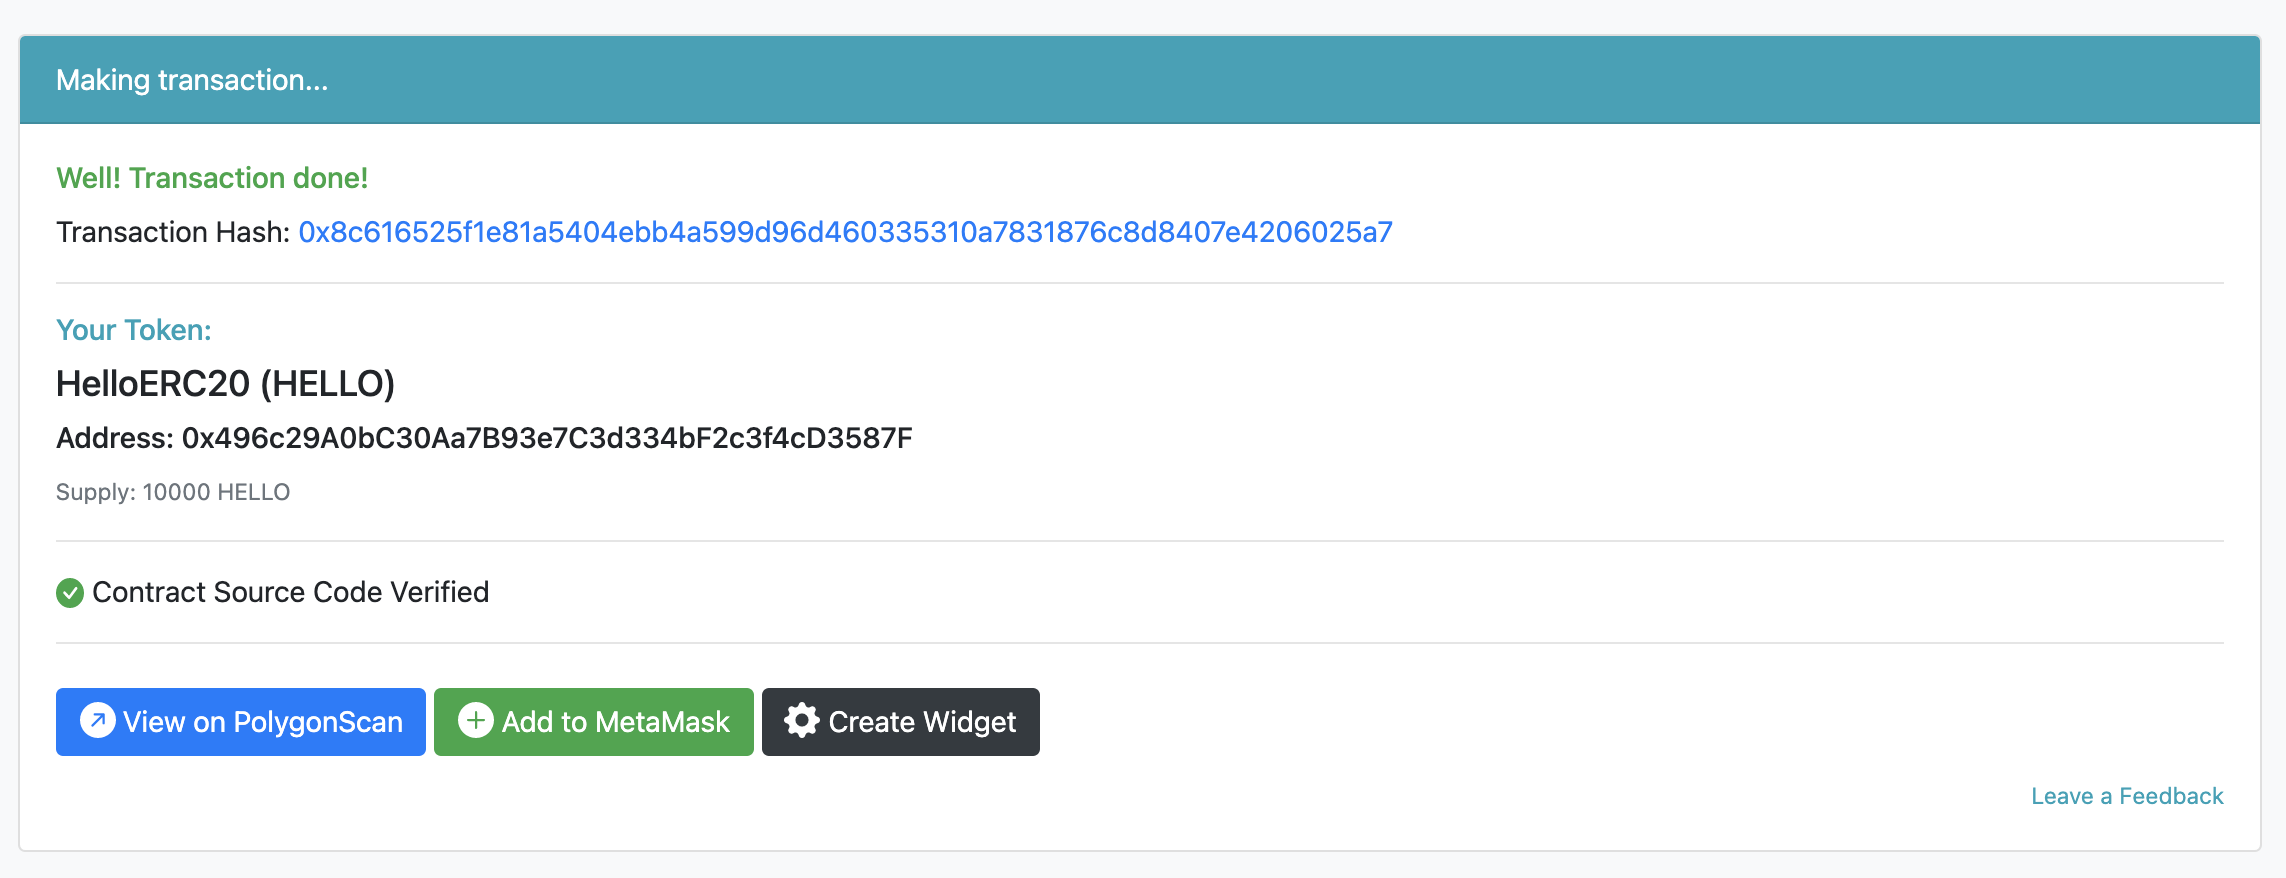 Making transaction...
Well! Transaction done!
Transaction Hash: 0x8c616525f1e81a5404ebb4a599d96d460335310a7831876c8d8407e4206025a7
Your Token:
HelloERC20 (HELLO)
Address: 0x496c29A0bC30Aa7B93e7C3d334bF2c3f4cD3587F
Supply: 10000 HELLO
Contract Source Code Verified
View on PolygonScan Add to MetaMask Create Widget
Leave a Feedback